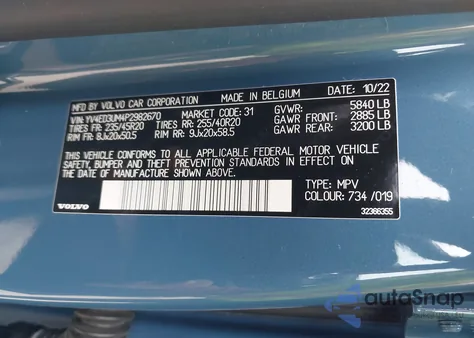 MFD BY VOLVO CAR CORPORATION MADE IN BELGIUM DATE: 10/22
VIN: YV4ED3UM4P2982670 MARKET CODE: 31 GVWR: 5840 LB
TIRES FR: 235/45R20 TIRES RR: 255/40R20 GAWR FRONT: 2885 LB
RIM FR: 8Jx20x50.5 RIM RR: 9Jx20x58.5 GAWR REAR: 3200 LB
THIS VEHICLE CONFORMS TO ALL APPLICABLE FEDERAL MOTOR VEHICLE
SAFETY, BUMPER AND THEFT PREVENTION STANDARDS IN EFFECT ON
THE DATE OF MANUFACTURE SHOWN ABOVE.
TYPE: MPV
COLOUR: 734 /019
VOLVO
32366355
autoSnap